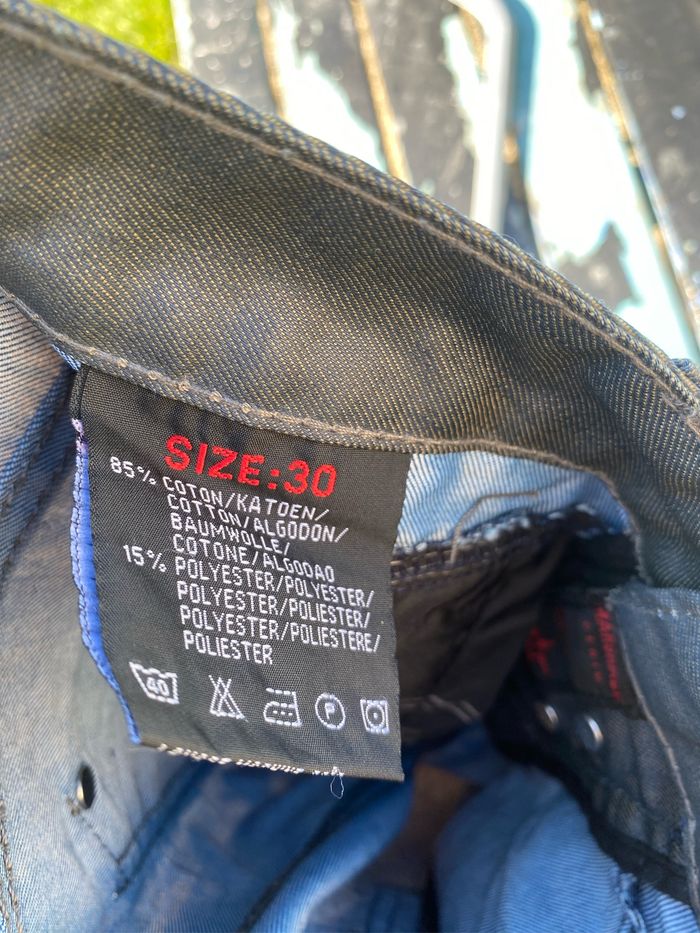 SIZE:30
85% COTON/KATOEN/
COTTON/ALGODON/
BAUMWOLLE/
COTONE/ALGODAO
15% POLYESTER/POLYESTER/
POLYESTER/POLIESTER/
POLYESTER/POLIESTERE/
POLIESTER
40
P